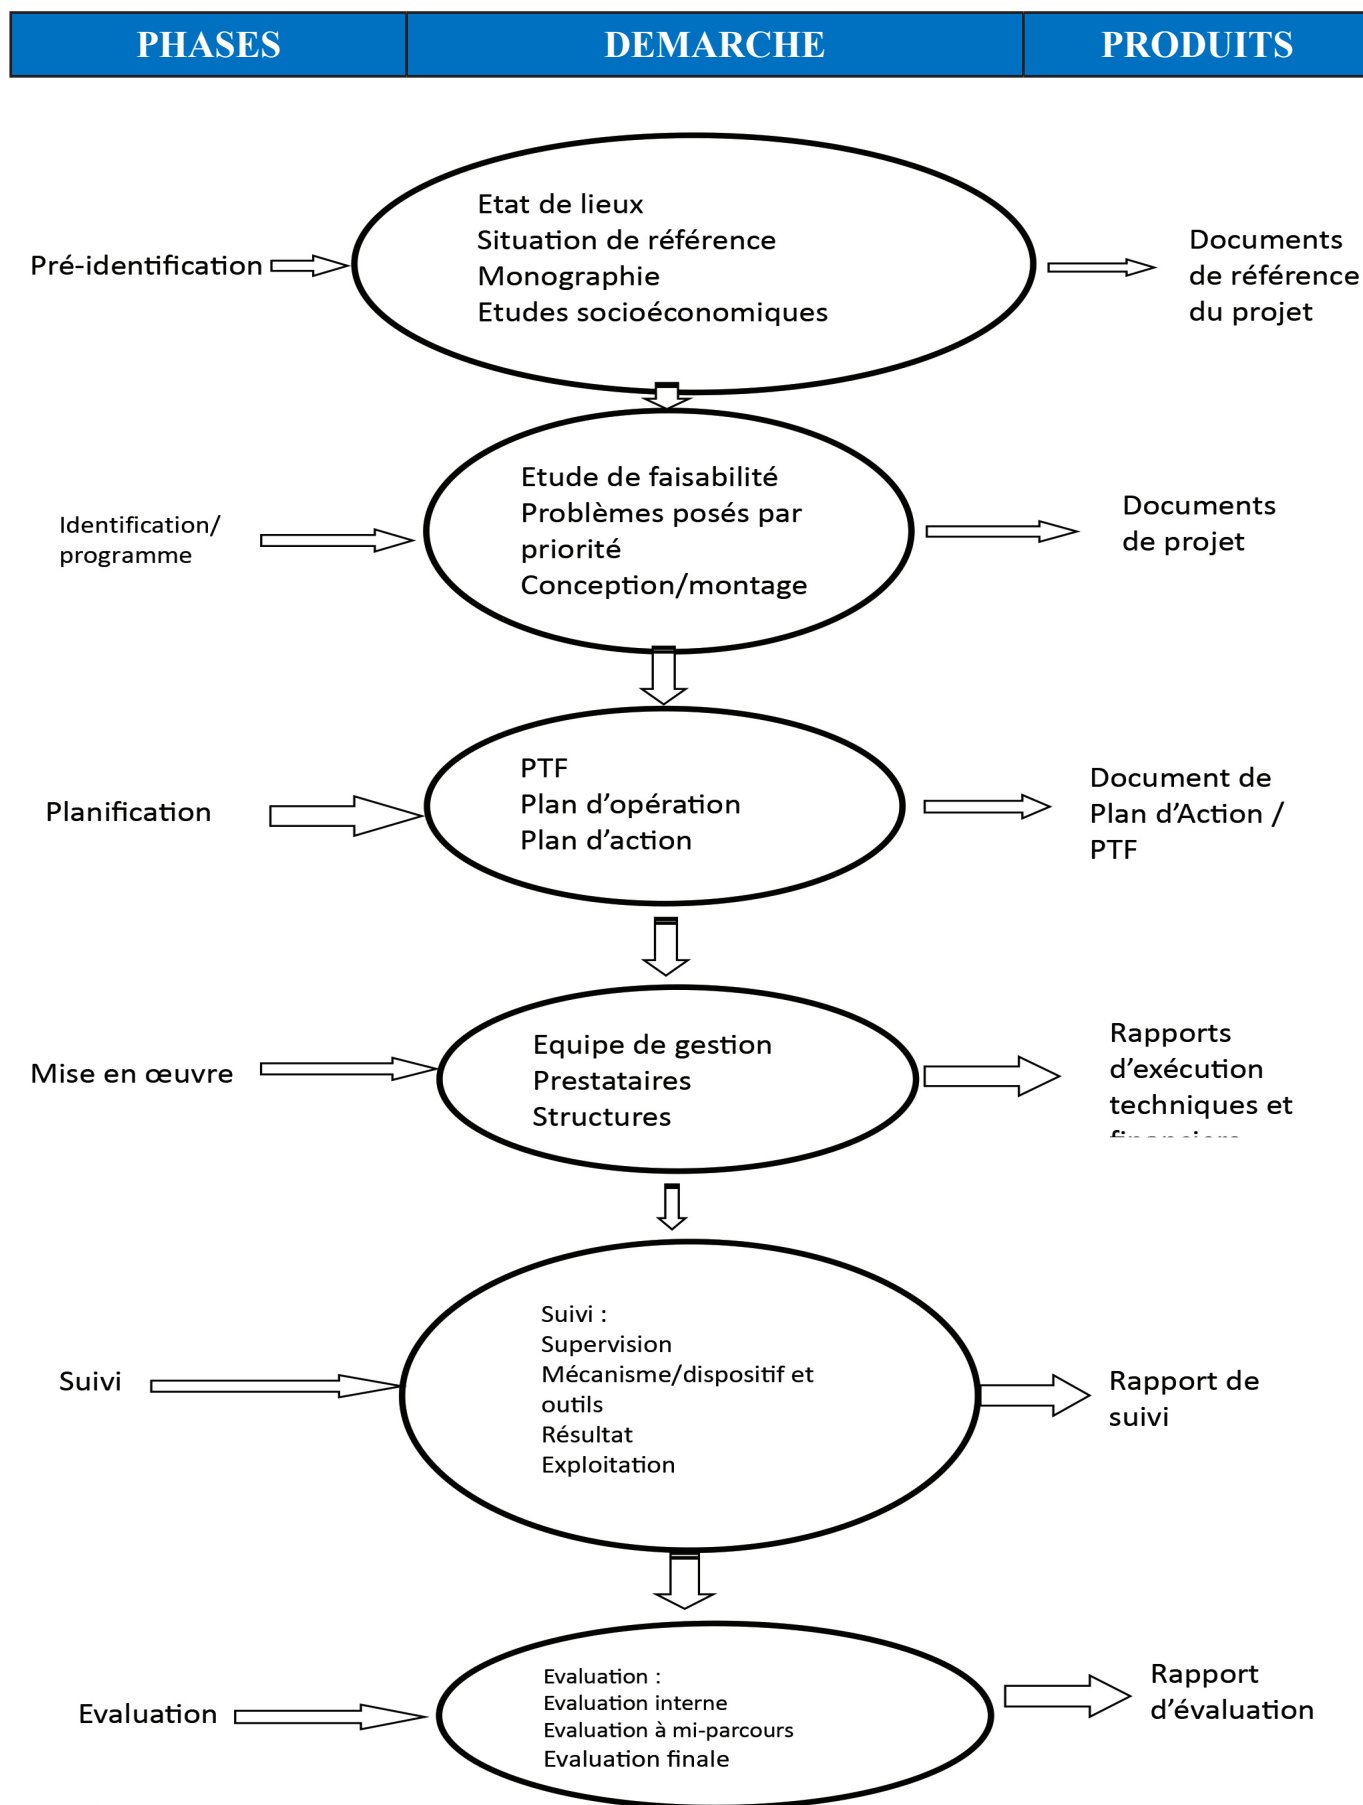 PHASES
DEMARCHE
PRODUITS
Pré-identification
Etat de lieux
Situation de référence
Monographie
Etudes socioéconomiques
Documents
de référence
du projet
Identification/
programme
Etude de faisabilité
Problèmes posés par
priorité
Conception/montage
Documents
de projet
Planification
PTF
Plan d’opération
Plan d’action
Document de
Plan d’Action /
PTF
Mise en œuvre
Equipe de gestion
Prestataires
Structures
Rapports
d’exécution
techniques et
Suivi
Suivi :
Supervision
Mécanisme/dispositif et
outils
Résultat
Exploitation
Rapport de
suivi
Evaluation
Evaluation :
Evaluation interne
Evaluation à mi-parcours
Evaluation finale
Rapport
d’évaluation